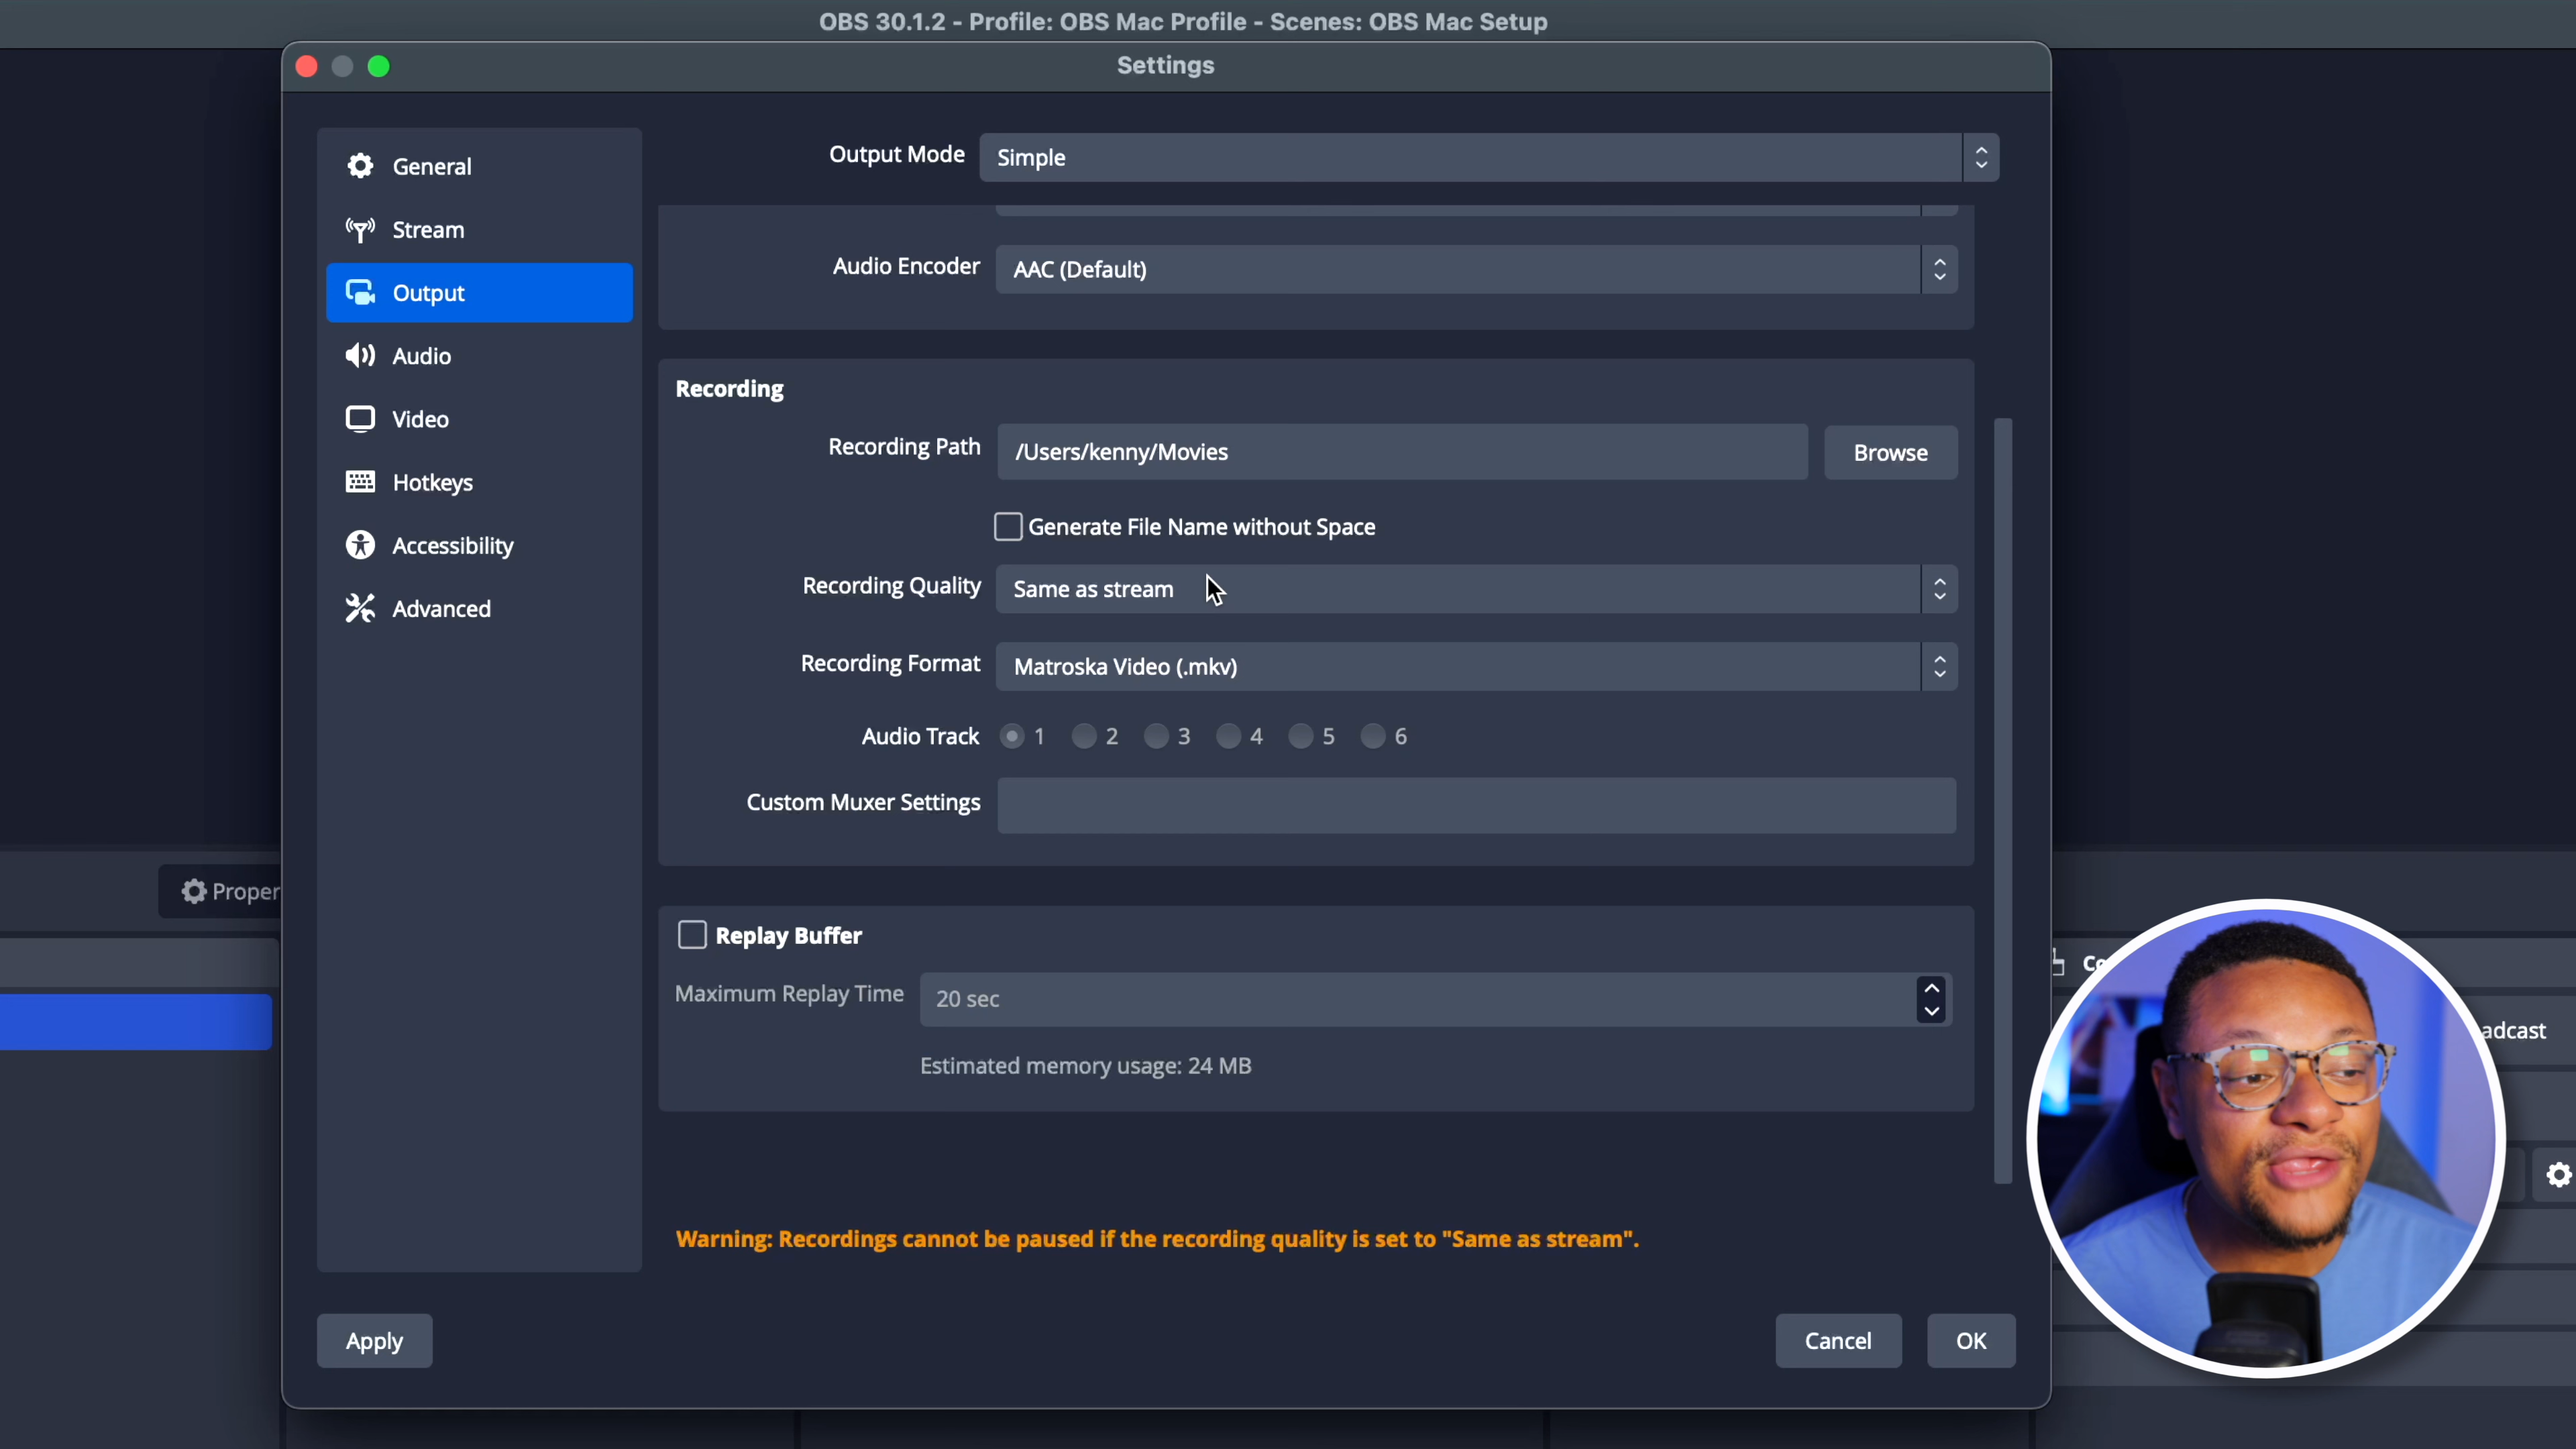 OBS 30.1.2 - Profile: OBS Mac Profile - Scenes: OBS Mac Setup
Settings
General
Stream
Output
Audio
Video
Hotkeys
Accessibility
Advanced
Output Mode Simple
Audio Encoder AAC (Default)
Recording
Recording Path /Users/kenny/Movies Browse
Generate File Name without Space
Recording Quality Same as stream
Recording Format Matroska Video (.mkv)
Audio Track 1 2 3 4 5 6
Custom Muxer Settings
Replay Buffer
Maximum Replay Time 20 sec
Estimated memory usage: 24 MB
Warning: Recordings cannot be paused if the recording quality is set to "Same as stream".
Apply Cancel OK
Proper
Co
adcast